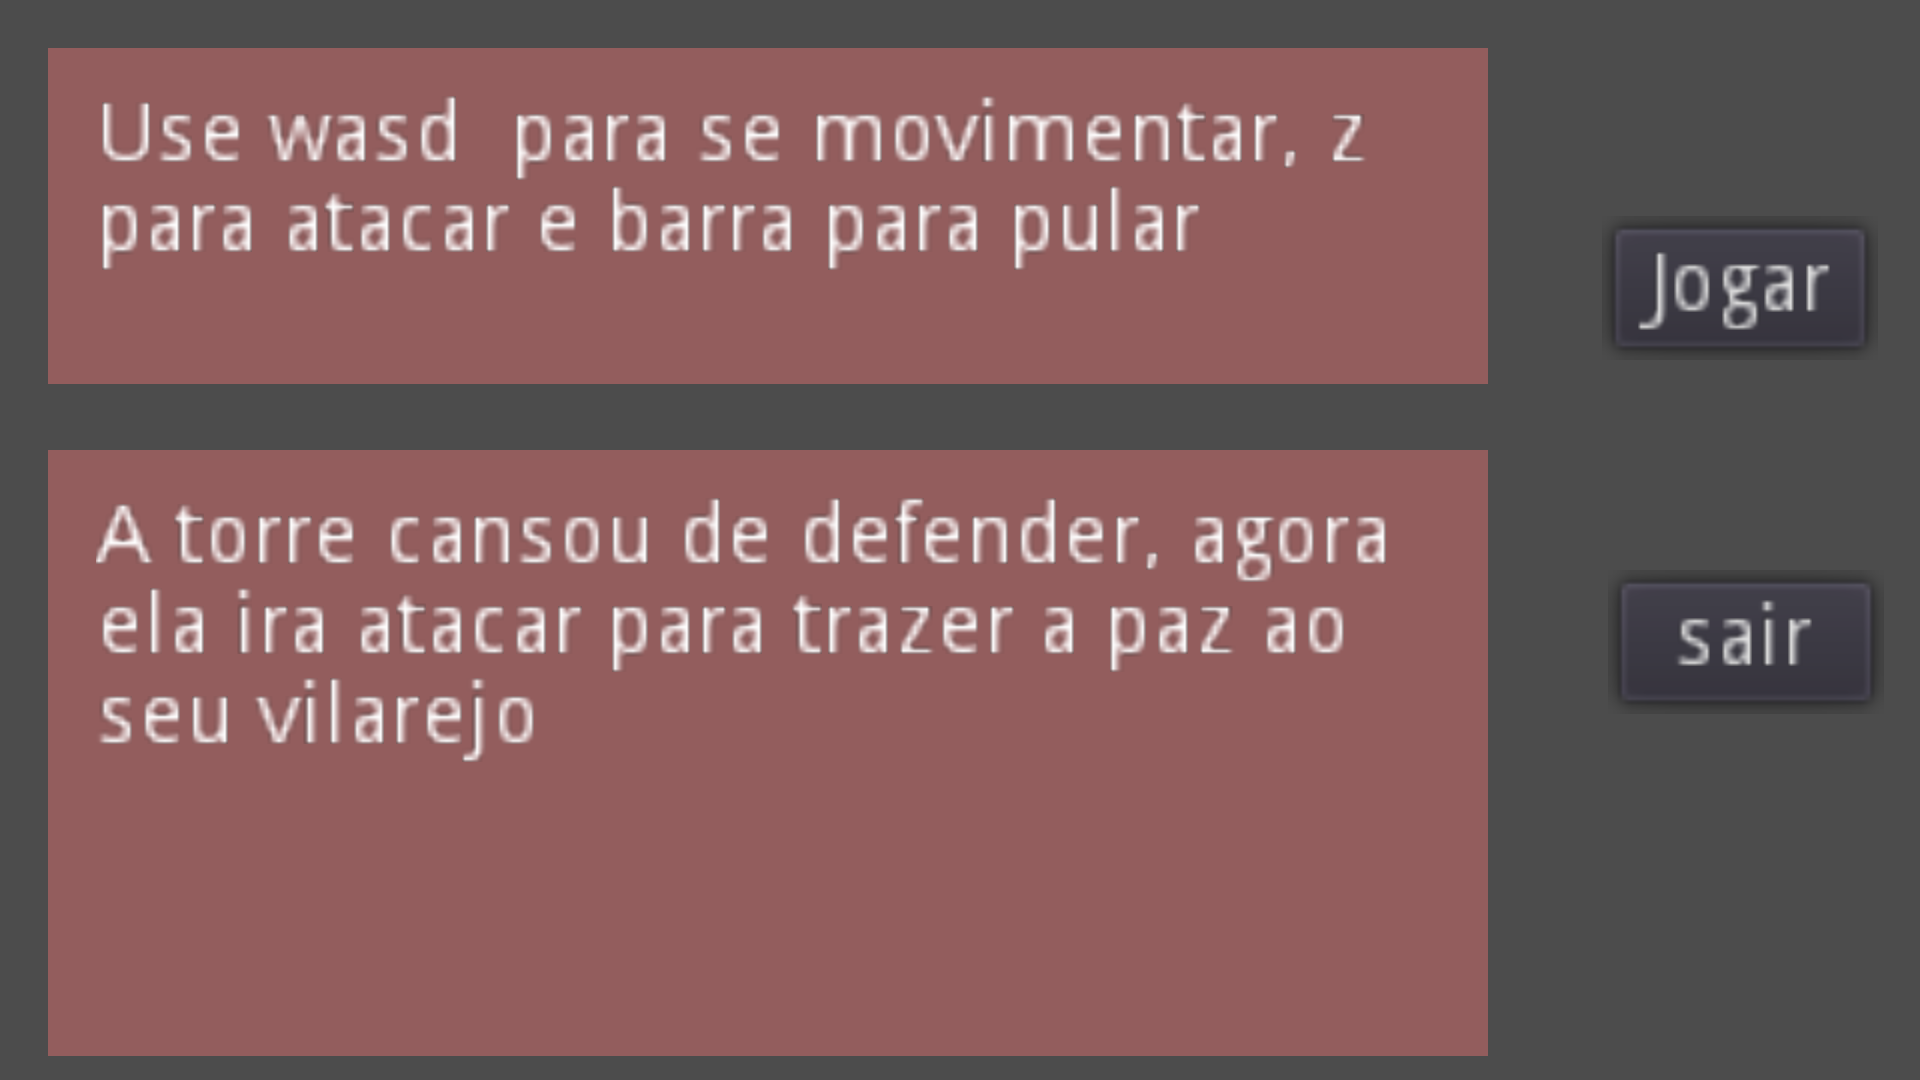 Use wasd  para se movimentar, z
para atacar e barra para pular
Jogar
A torre cansou de defender, agora
ela ira atacar para trazer a paz ao
seu vilarejo
sair